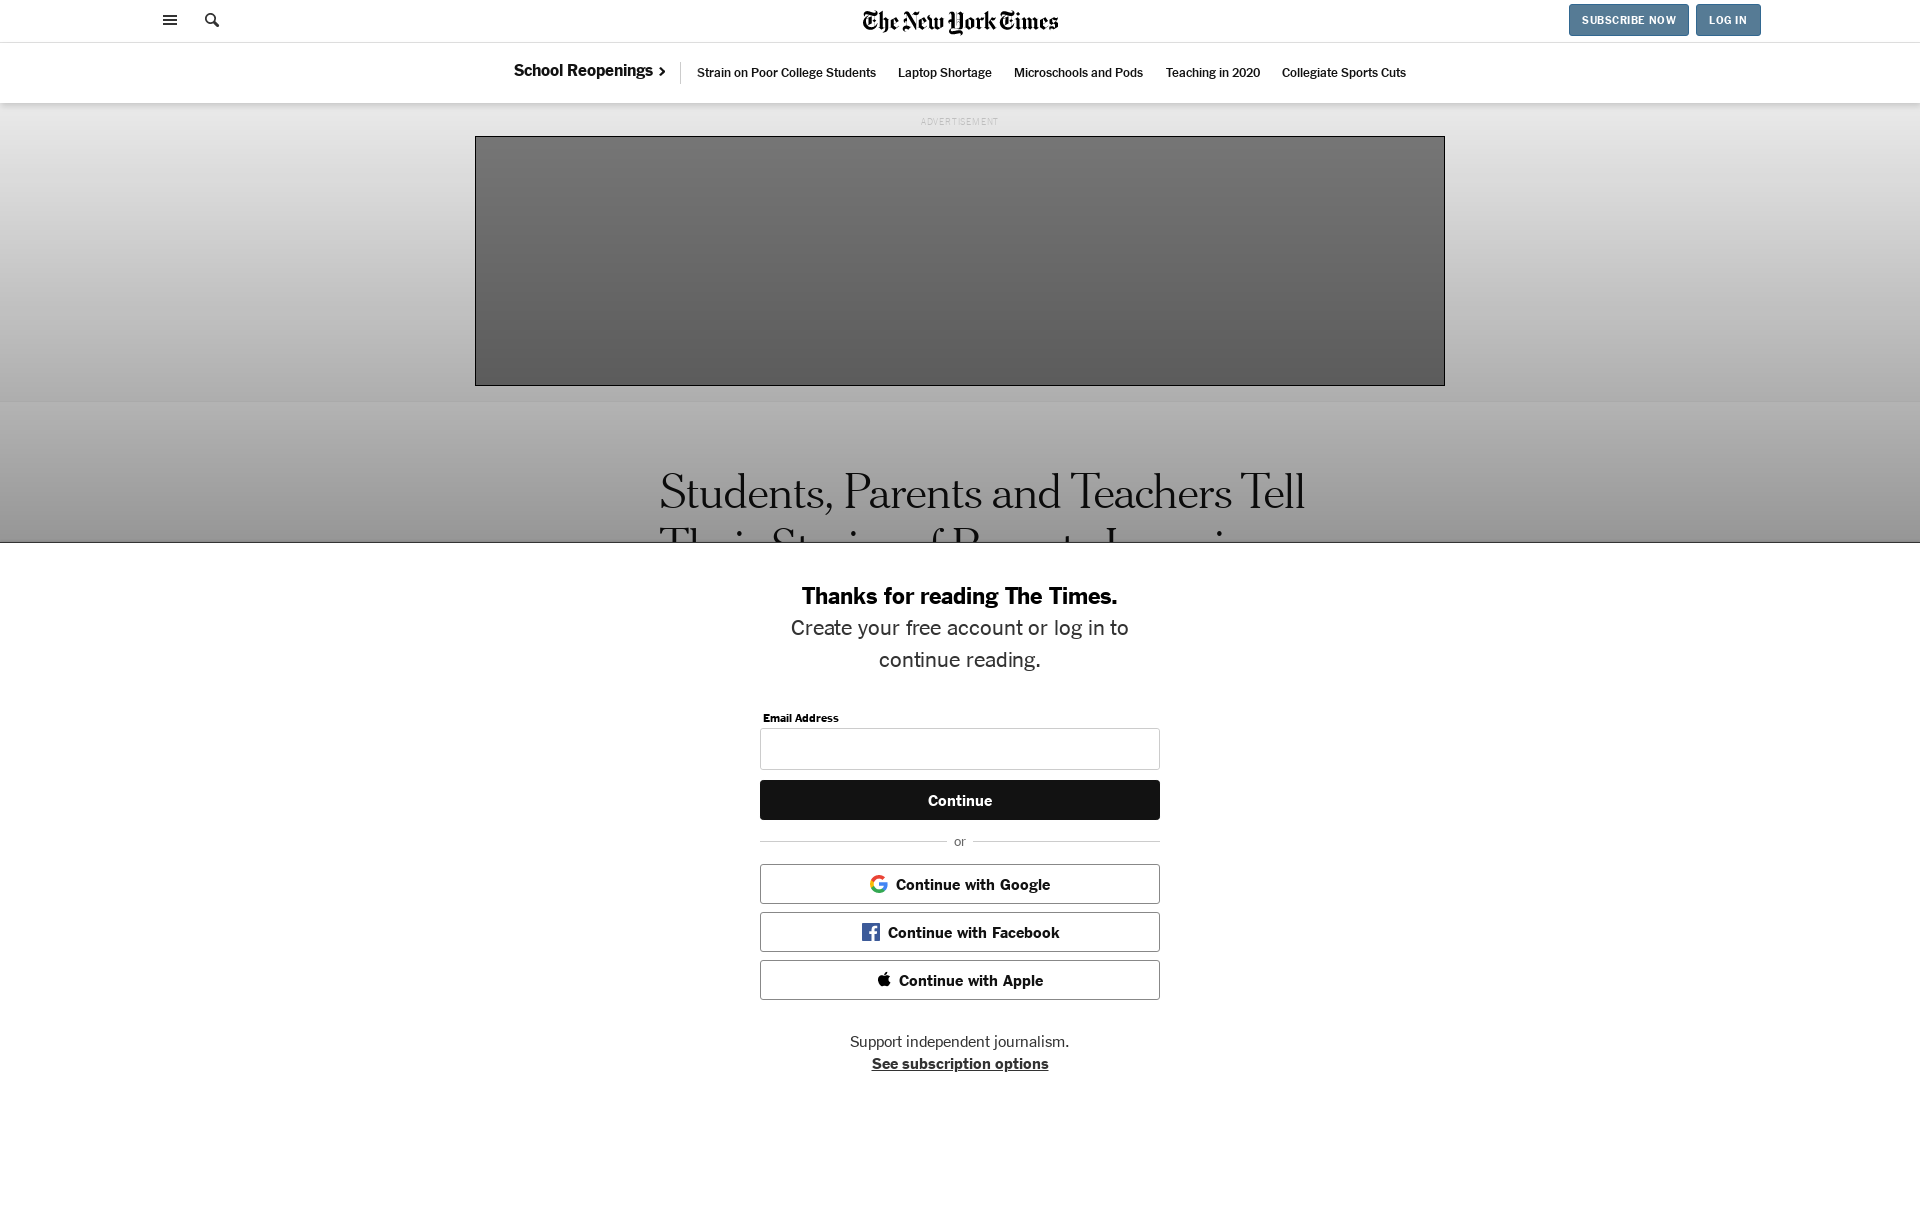 The New York Times
SUBSCRIBE NOW
LOG IN
School Reopenings
Strain on Poor College Students
Laptop Shortage
Microschools and Pods
Teaching in 2020
Collegiate Sports Cuts
ADVERTISEMENT
Students, Parents and Teachers Tell
Thanks for reading The Times.
Create your free account or log in to
continue reading.
Email Address
Continue
or
Continue with Google
Continue with Facebook
Continue with Apple
Support independent journalism.
See subscription options